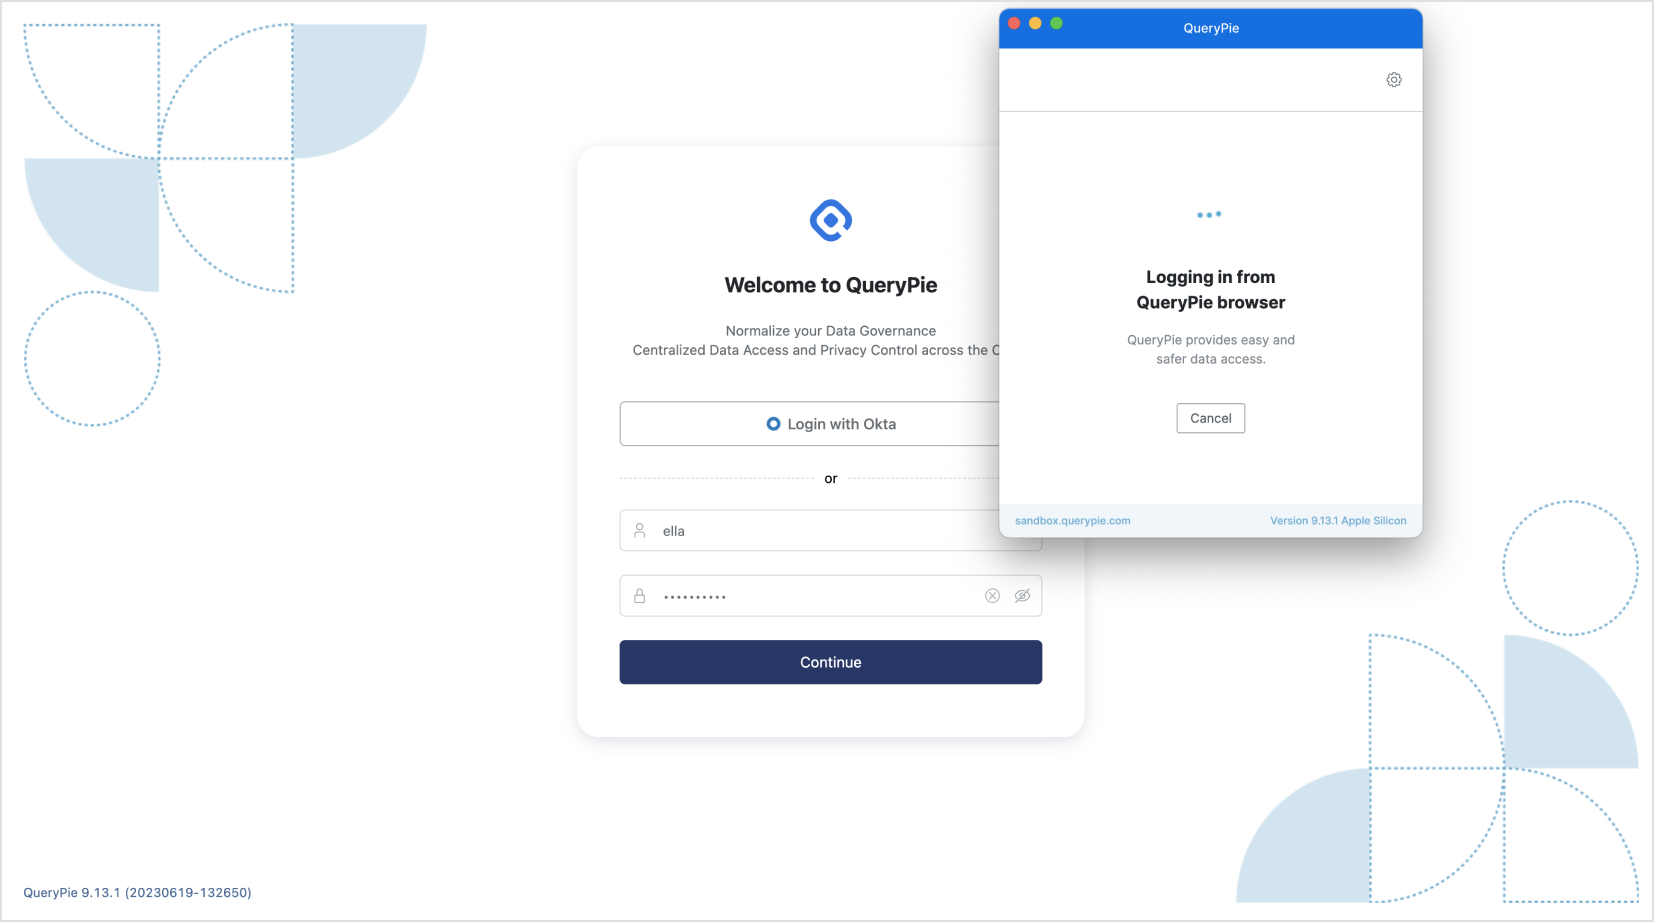 QueryPie
Welcome to QueryPie
Normalize your Data Governance
Centralized Data Access and Privacy Control across the
Login with Okta
or
ella
Continue
Logging in from
QueryPie browser
QueryPie provides easy and
safer data access.
Cancel
sandbox.querypie.com
Version 9.13.1 Apple Silicon
QueryPie 9.13.1 (20230619-132650)